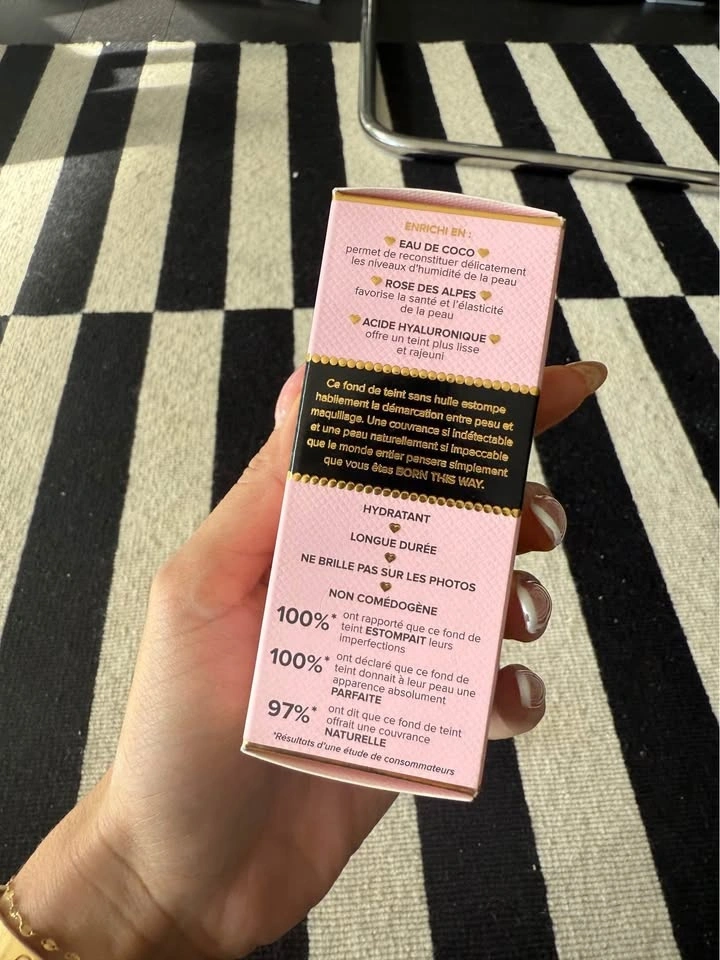 ENRICHI EN :
EAU DE COCO
permet de reconstituer délicatement
les niveaux d'humidité de la peau
ROSE DES ALPES
favorise la santé et l'élasticité
de la peau
ACIDE HYALURONIQUE
offre un teint plus lisse
et rajeuni
Ce fond de teint sans huile estompe
habilement la démarcation entre peau et
maquillage. Une couvrance si indétectable
et une peau naturellement si impeccable
que le monde entier pensera simplement
que vous êtes BORN THIS WAY.
HYDRATANT
LONGUE DURÉE
NE BRILLE PAS SUR LES PHOTOS
NON COMÉDOGÈNE
100%* ont rapporté que ce fond de
teint ESTOMPAIT leurs
imperfections
100%* ont déclaré que ce fond de
teint donnait à leur peau une
apparence absolument
PARFAITE
97%* ont dit que ce fond de teint
offrait une couvrance
NATURELLE
*Résultats d'une étude de consommateurs